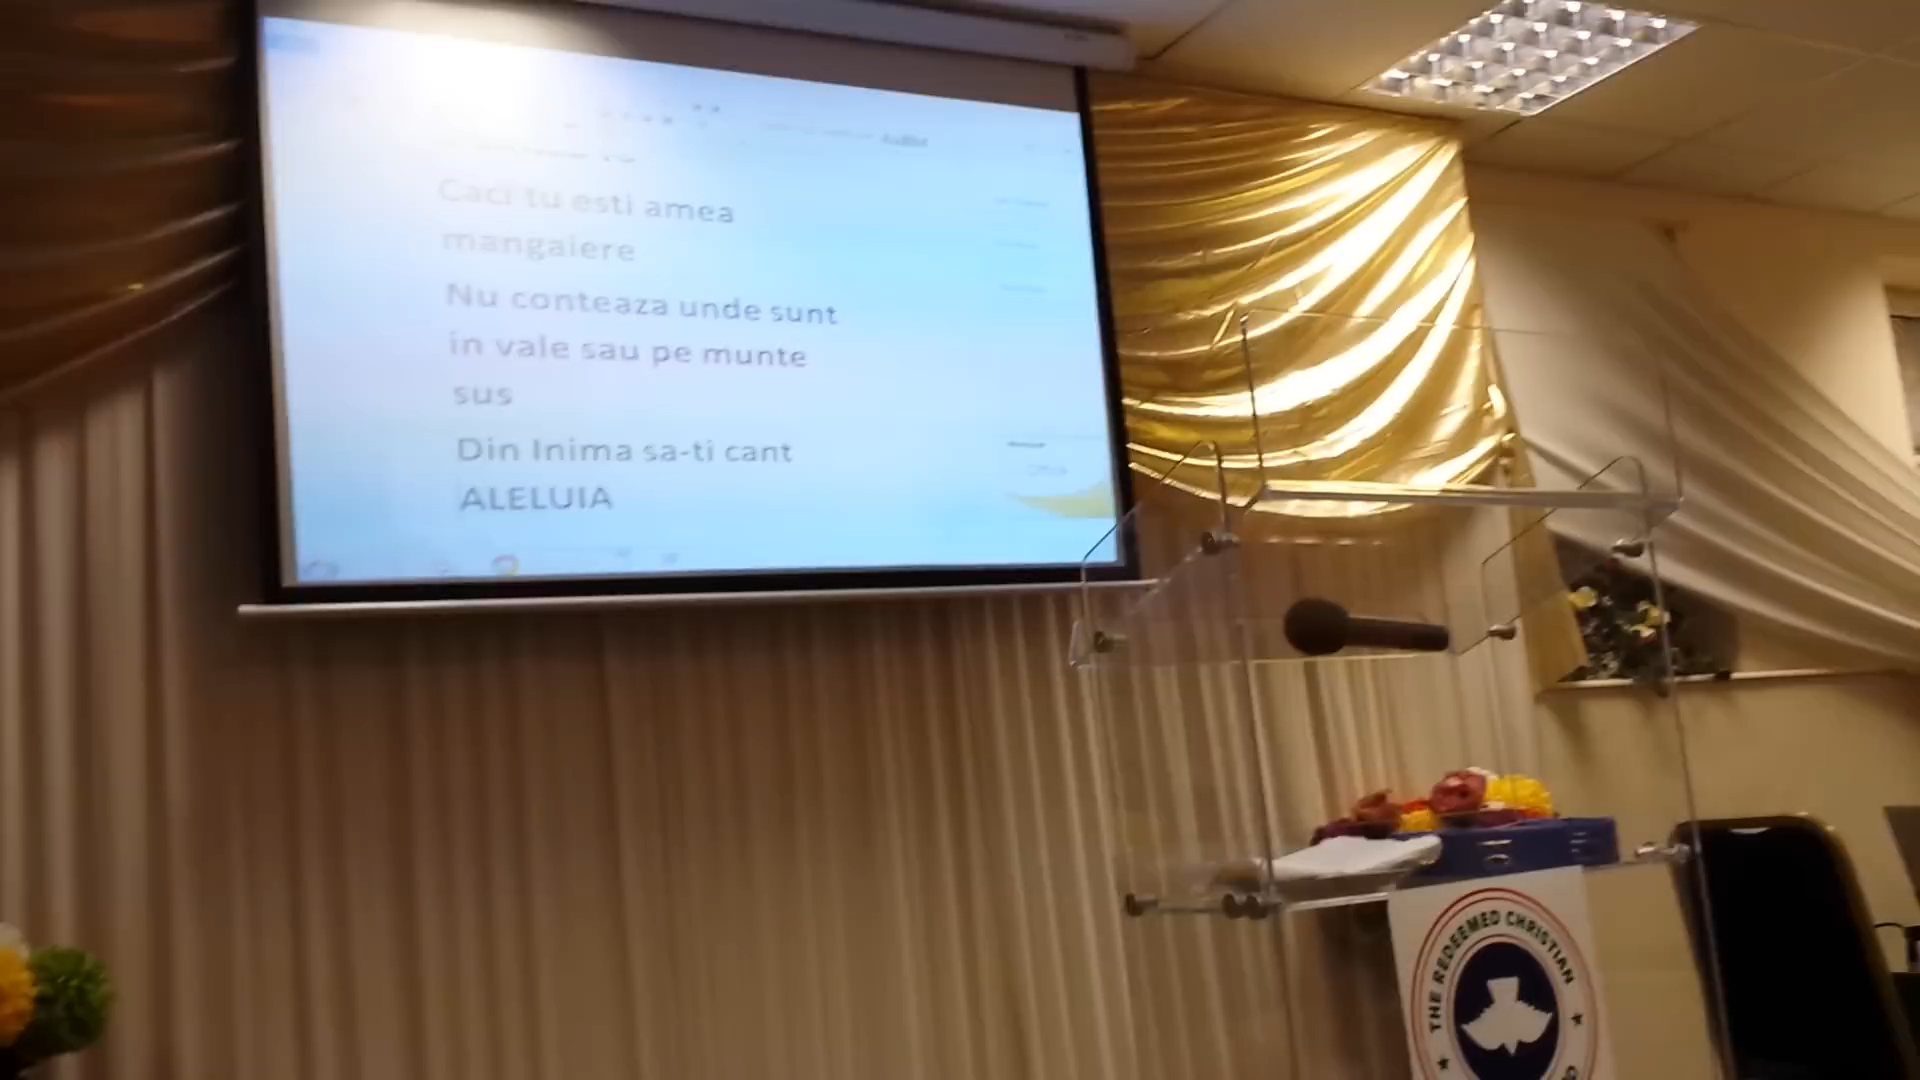 Caci tu esti amea
mangaiere
Nu conteaza unde sunt
in vale sau pe munte
sus
Din Inima sa-ti cant
ALELUIA
THE REDEEMED CHRISTIAN